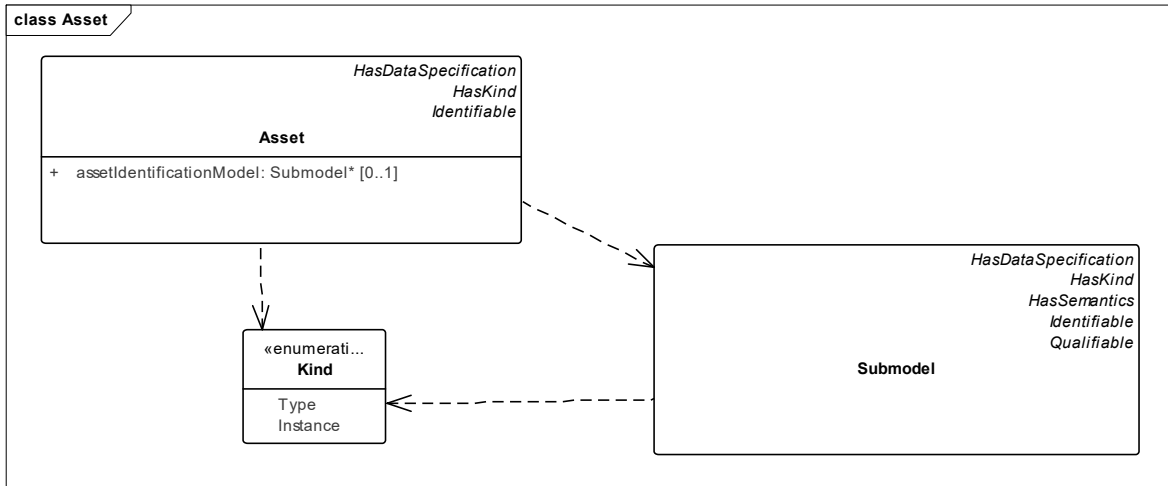 class Asset
HasDataSpecification
HasKind
Identifiable
Asset
+ assetIdentificationModel: Submodel* [0..1]
HasDataSpecification
HasKind
HasSemantics
Identifiable
Qualifiable
Submodel
«enumerati...
Kind
Type
Instance